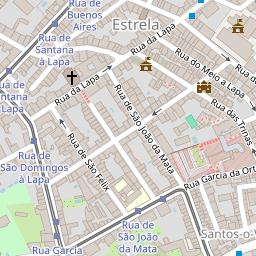 Rua de
Buenos
Aires
Estrela
Rua da Lapa
Rua de
Santana
à Lapa
Rua do Meio à Lapa
Rua da Lapa
Rua de
Santana
à Lapa
Rua de São João da Mata
Rua das Trinas
Rua de
São Domingos
à Lapa
Rua de São Félix
Rua Garcia da Ort
Rua de
São João
da Mata
Santos-o-V
Rua Garcia